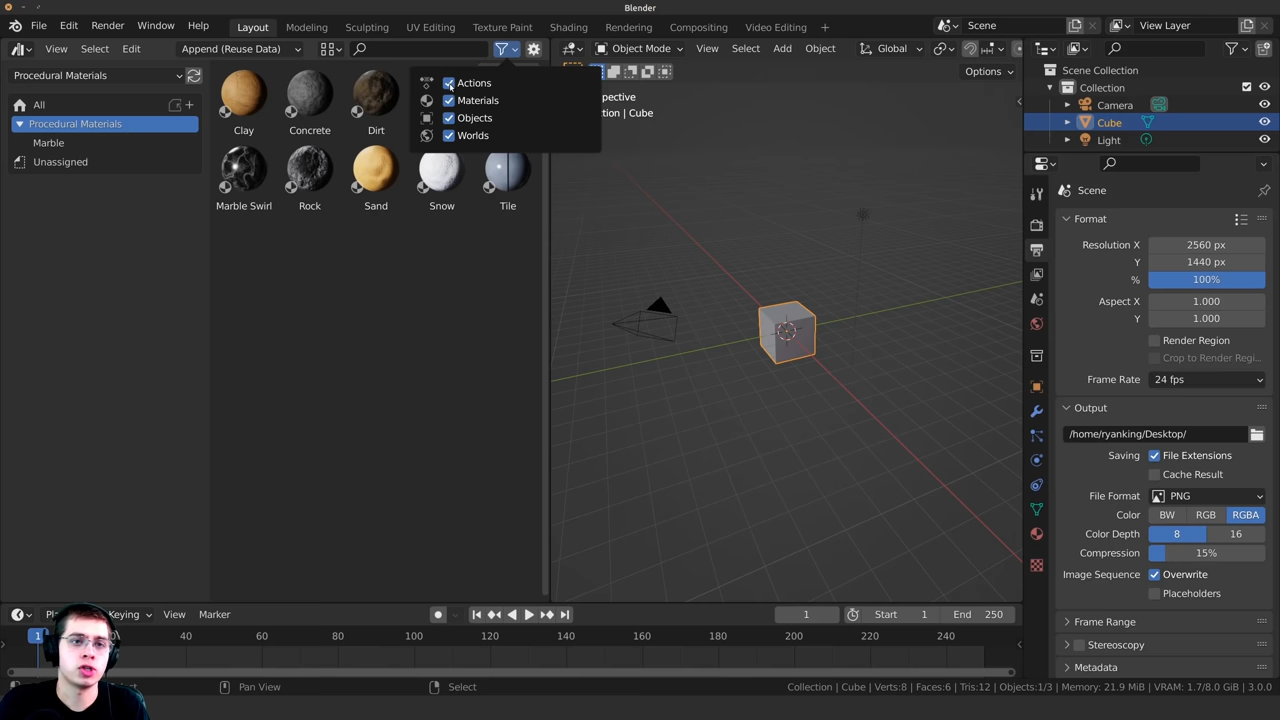 Blender
File Edit Render Window Help Layout Modeling Sculpting UV Editing Texture Paint Shading Rendering Compositing Video Editing + Scene View Layer
View Select Edit Append (Reuse Data) Object Mode View Select Add Object Global
Procedural Materials
All
Procedural Materials
Marble
Unassigned
Clay Concrete Dirt
Marble Swirl Rock Sand Snow Tile
Actions
Materials
Objects
Worlds
Options
spective
ction | Cube
Scene Collection
Collection
Camera
Cube
Light
Scene
Format
Resolution X 2560 px
Y 1440 px
% 100%
Aspect X 1.000
Y 1.000
Render Region
Crop to Render Regi...
Frame Rate 24 fps
Output
/home/ryanking/Desktop/
Saving File Extensions
Cache Result
File Format PNG
Color BW RGB RGBA
Color Depth 8 16
Compression 15%
Image Sequence Overwrite
Placeholders
Frame Range
Stereoscopy
Metadata
Keying View Marker 1 Start 1 End 250
1 40 60 80 100 120 140 160 180 200 220 240
Pan View Select Collection | Cube | Verts:8 | Faces:6 | Tris:12 | Objects:1/3 | Memory: 21.9 MiB | VRAM: 1.7/8.0 GiB | 3.0.0